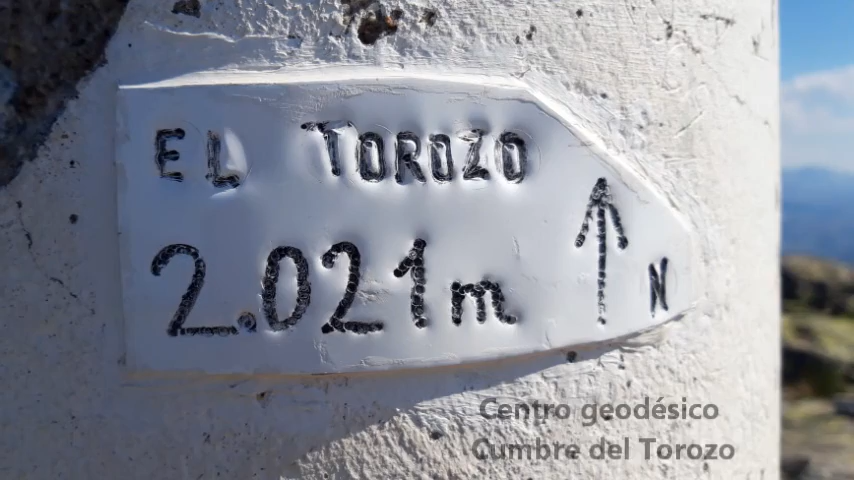 EL TOROZO
2.021m ↑ N
Centro geodésico
Cumbre del Torozo